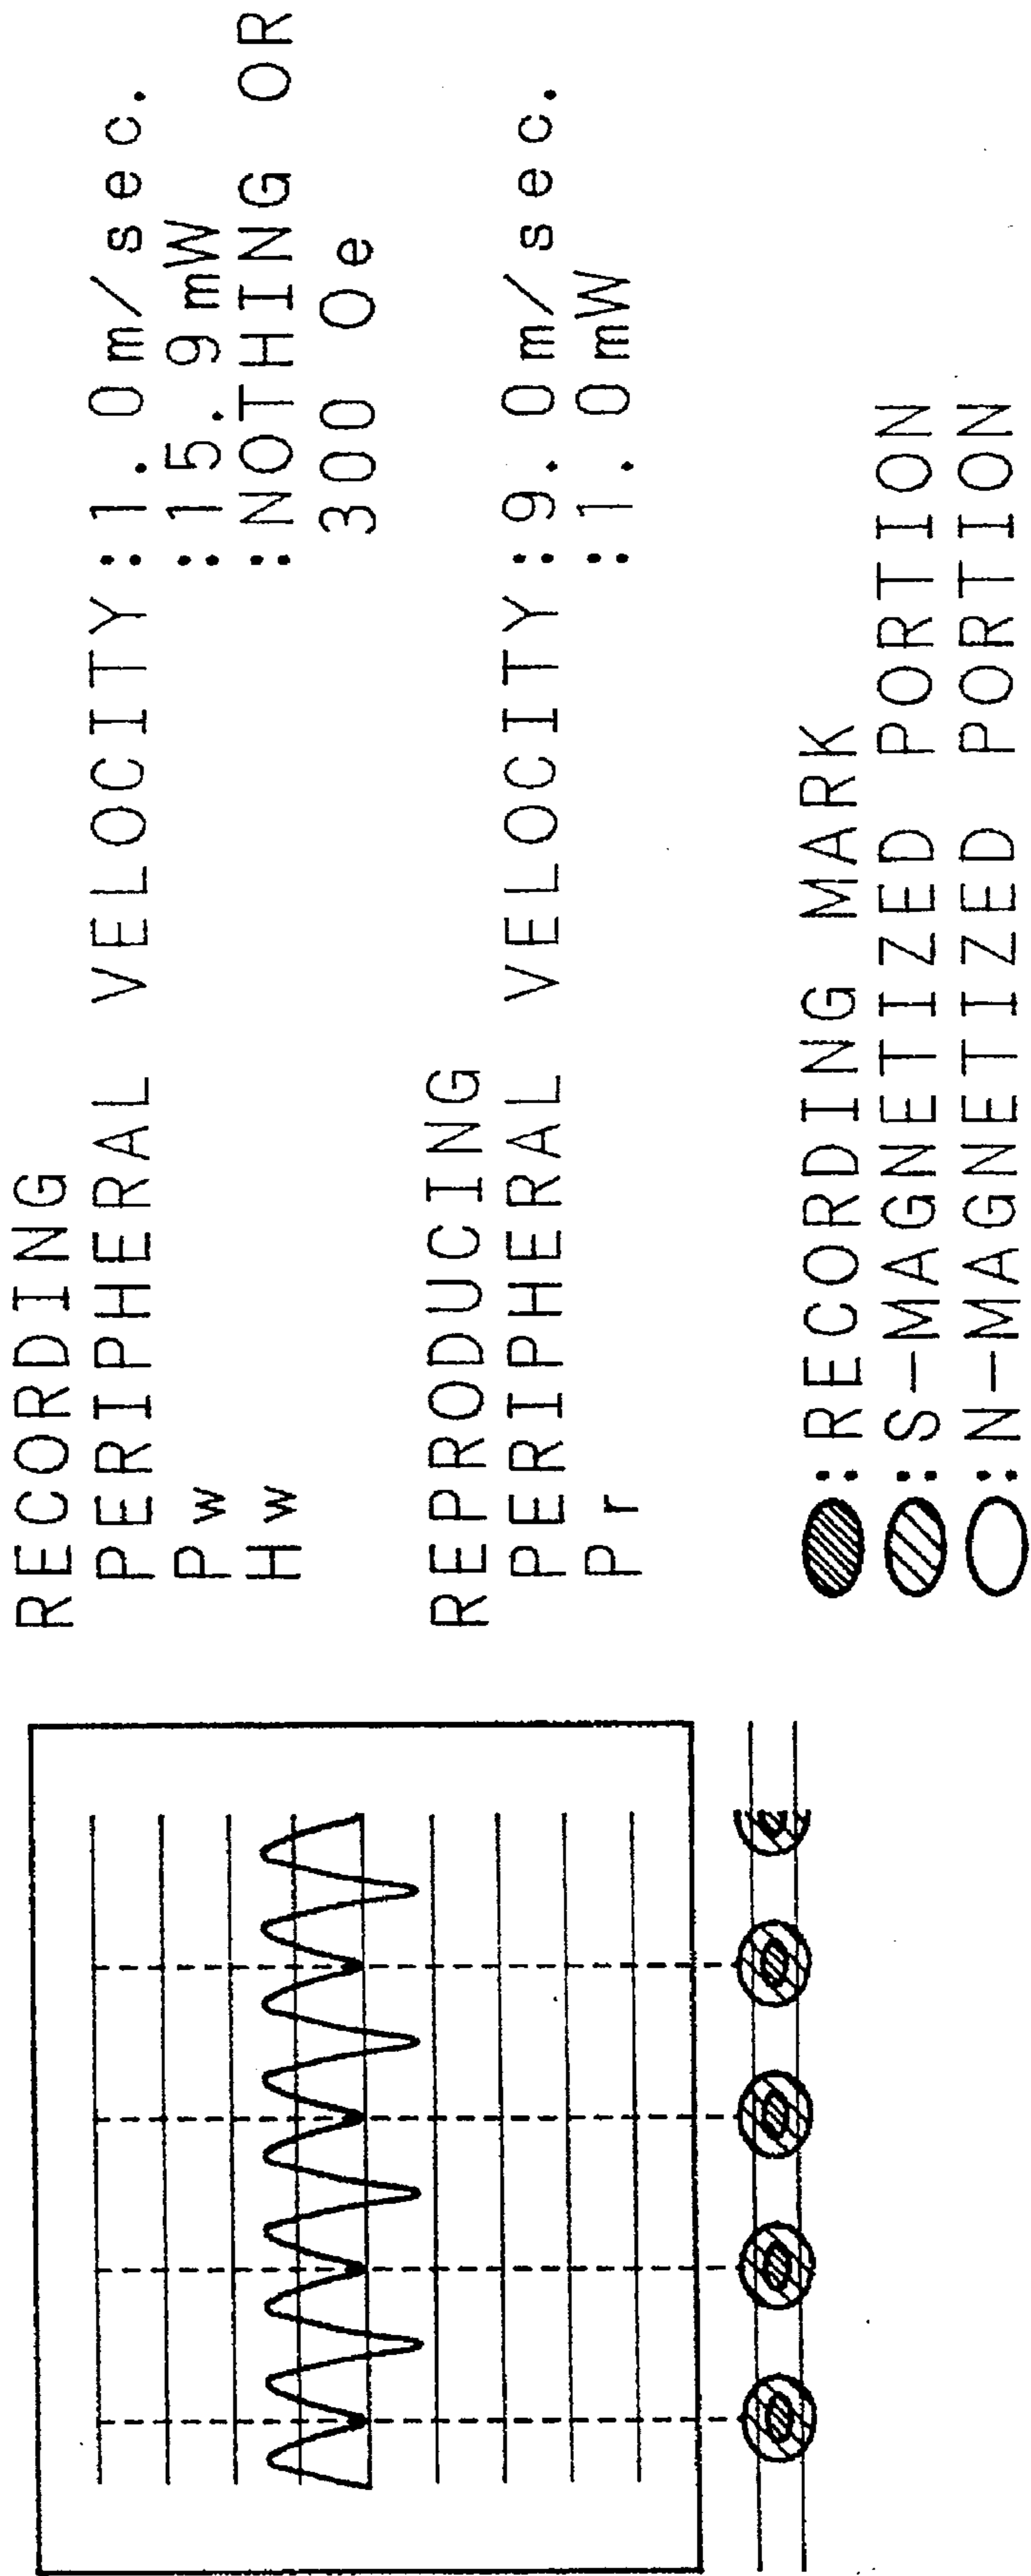 RECORDING
PERIPHERAL VELOCITY :1.0m/sec.
Pw :15.9mW
Hw :NOTHING OR
300 Oe
REPRODUCING
PERIPHERAL VELOCITY :9.0m/sec.
Pr :1.0mW
:RECORDING MARK
:S-MAGNETIZED PORTION
:N-MAGNETIZED PORTION